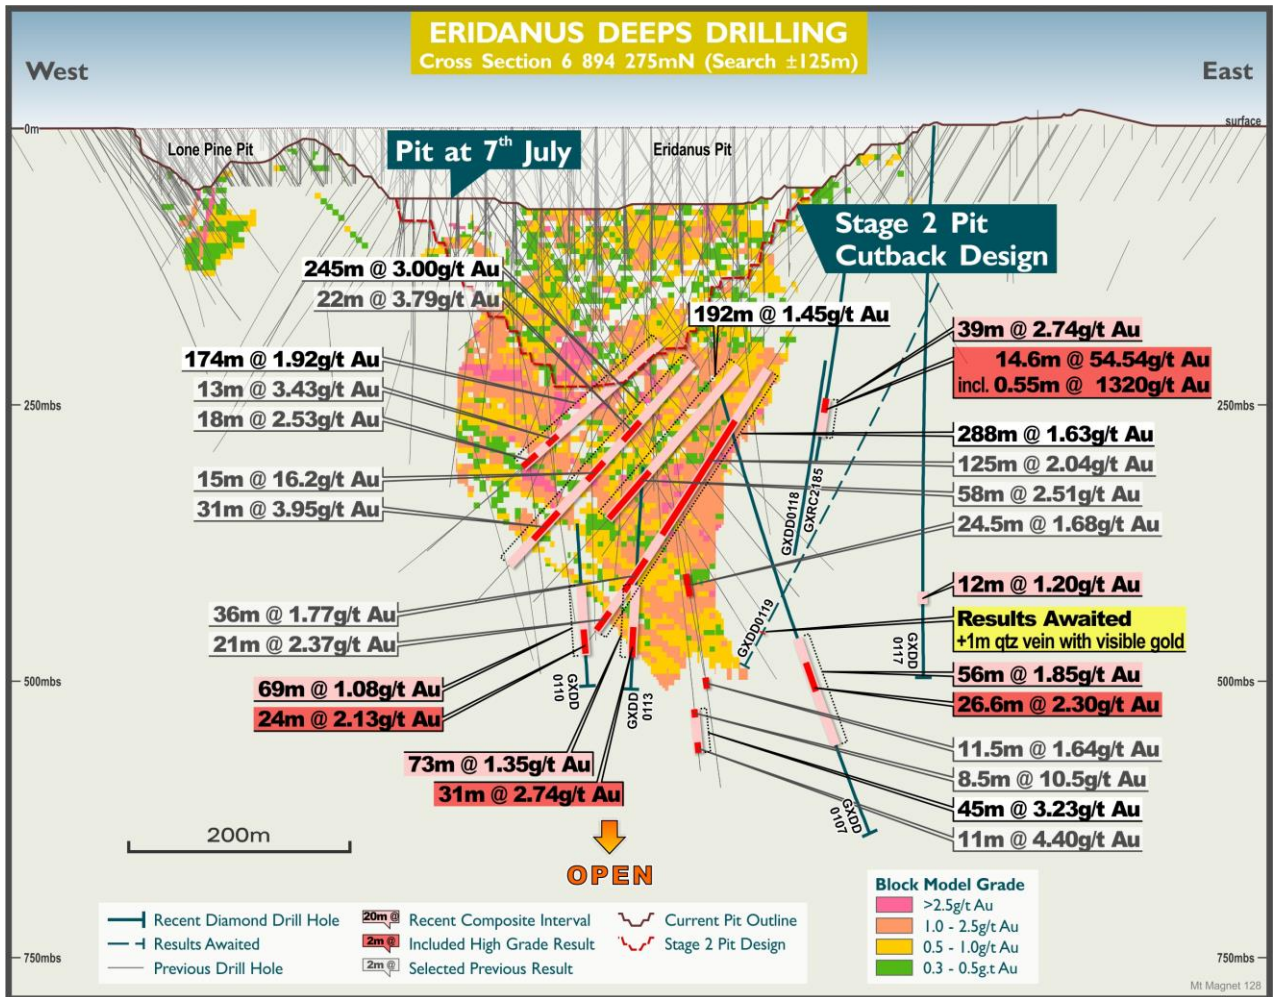 ERIDANUS DEEPS DRILLING
Cross Section 6 894 275mN (Search ±125m)
West
East
0m
surface
Lone Pine Pit
Pit at 7th July
Eridanus Pit
Stage 2 Pit
Cutback Design
245m @ 3.00g/t Au
22m @ 3.79g/t Au
192m @ 1.45g/t Au
174m @ 1.92g/t Au
13m @ 3.43g/t Au
18m @ 2.53g/t Au
15m @ 16.2g/t Au
31m @ 3.95g/t Au
36m @ 1.77g/t Au
21m @ 2.37g/t Au
69m @ 1.08g/t Au
24m @ 2.13g/t Au
73m @ 1.35g/t Au
31m @ 2.74g/t Au
39m @ 2.74g/t Au
14.6m @ 54.54g/t Au
incl. 0.55m @ 1320g/t Au
288m @ 1.63g/t Au
125m @ 2.04g/t Au
58m @ 2.51g/t Au
24.5m @ 1.68g/t Au
12m @ 1.20g/t Au
Results Awaited
+1m qtz vein with visible gold
56m @ 1.85g/t Au
26.6m @ 2.30g/t Au
11.5m @ 1.64g/t Au
8.5m @ 10.5g/t Au
45m @ 3.23g/t Au
11m @ 4.40g/t Au
250mbs
250mbs
500mbs
500mbs
750mbs
750mbs
GXDD0118
GXRC2185
GXDD0119
GXDD
0117
GXDD
0110
GXDD
0113
GXDD
0107
200m
OPEN
Recent Diamond Drill Hole
Results Awaited
Previous Drill Hole
20m @
Recent Composite Interval
2m @
Included High Grade Result
2m @
Selected Previous Result
Current Pit Outline
Stage 2 Pit Design
Block Model Grade
>2.5g/t Au
1.0 - 2.5g/t Au
0.5 - 1.0g/t Au
0.3 - 0.5g.t Au
Mt Magnet 128